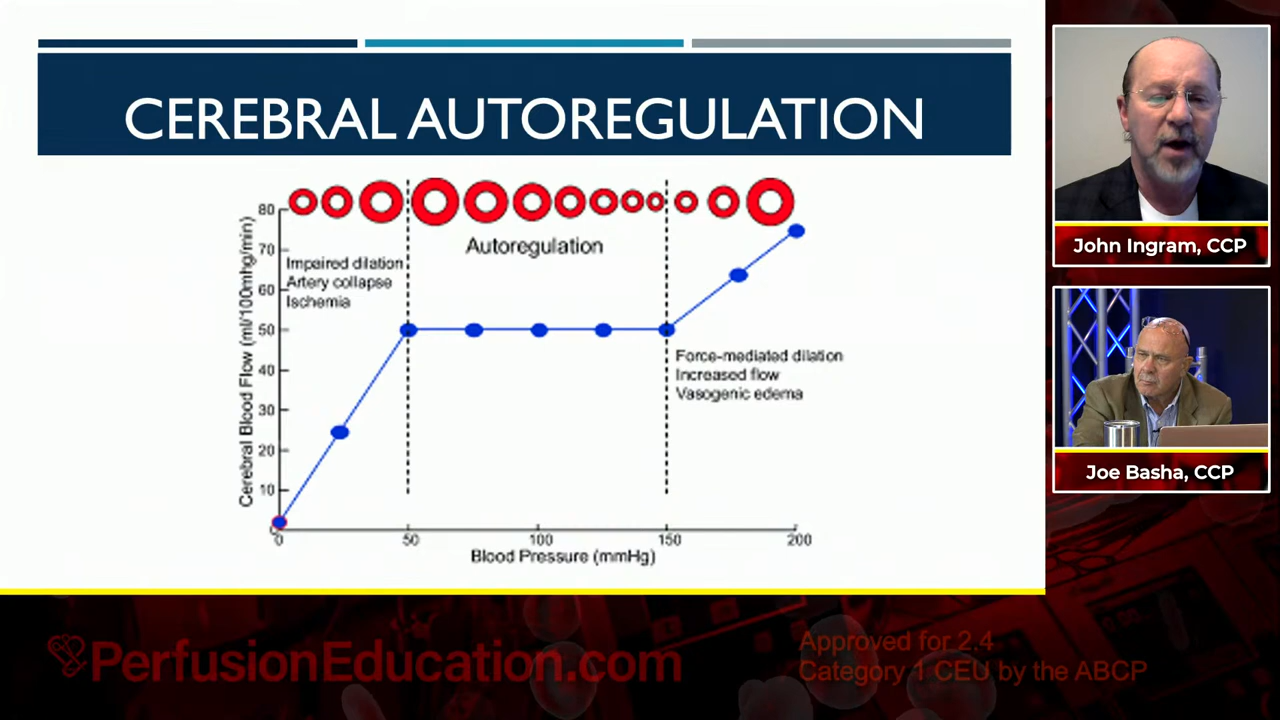 CEREBRAL AUTOREGULATION
80
70
60
50
40
30
20
10
0
Cerebral Blood Flow (ml/100mhg/min)
Impaired dilation
Artery collapse
Ischemia
Autoregulation
Force-mediated dilation
Increased flow
Vasogenic edema
0
50
100
150
200
Blood Pressure (mmHg)
John Ingram, CCP
Joe Basha, CCP
PerfusionEducation.com
Approved for 2.4
Category 1 CEU by the ABCP